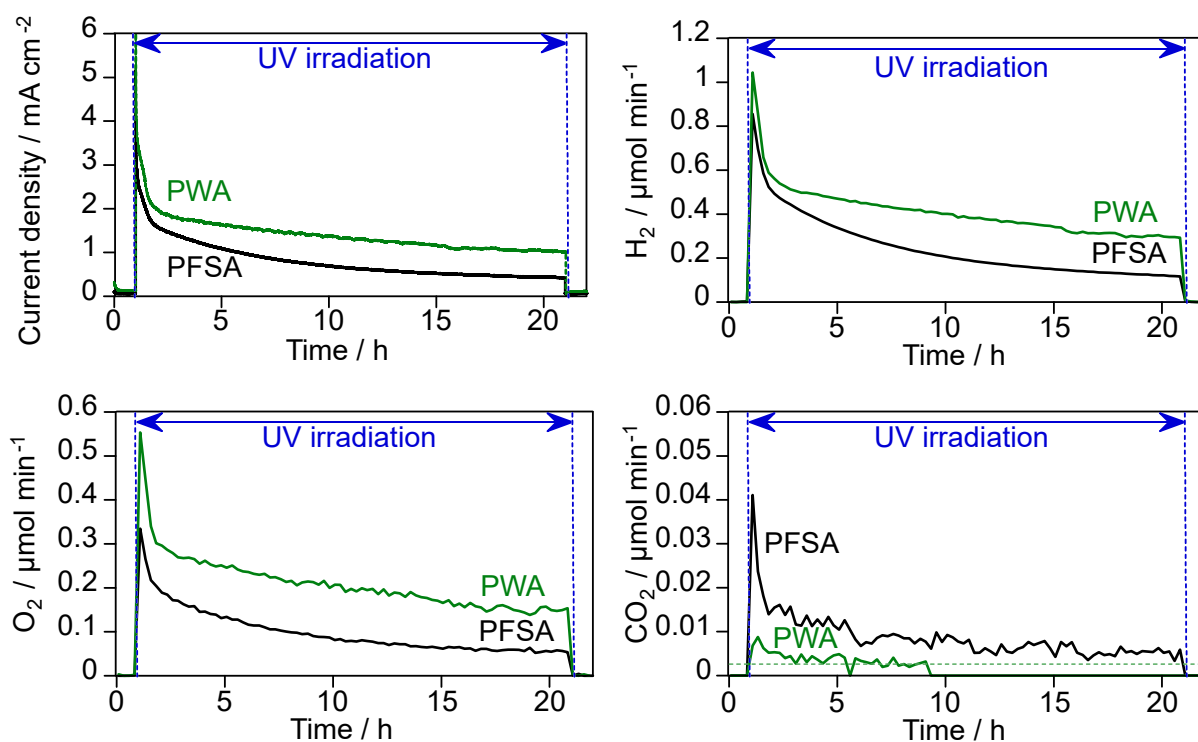 Current density / mA cm⁻²
6
5
4
3
2
1
0
UV irradiation
PWA
PFSA
0 5 10 15 20
Time / h
H₂ / µmol min⁻¹
1.2
1
0.8
0.6
0.4
0.2
0
UV irradiation
PWA
PFSA
0 5 10 15 20
Time / h
O₂ / µmol min⁻¹
0.6
0.5
0.4
0.3
0.2
0.1
0
UV irradiation
PWA
PFSA
0 5 10 15 20
Time / h
CO₂ / µmol min⁻¹
0.06
0.05
0.04
0.03
0.02
0.01
0
UV irradiation
PFSA
PWA
0 5 10 15 20
Time / h